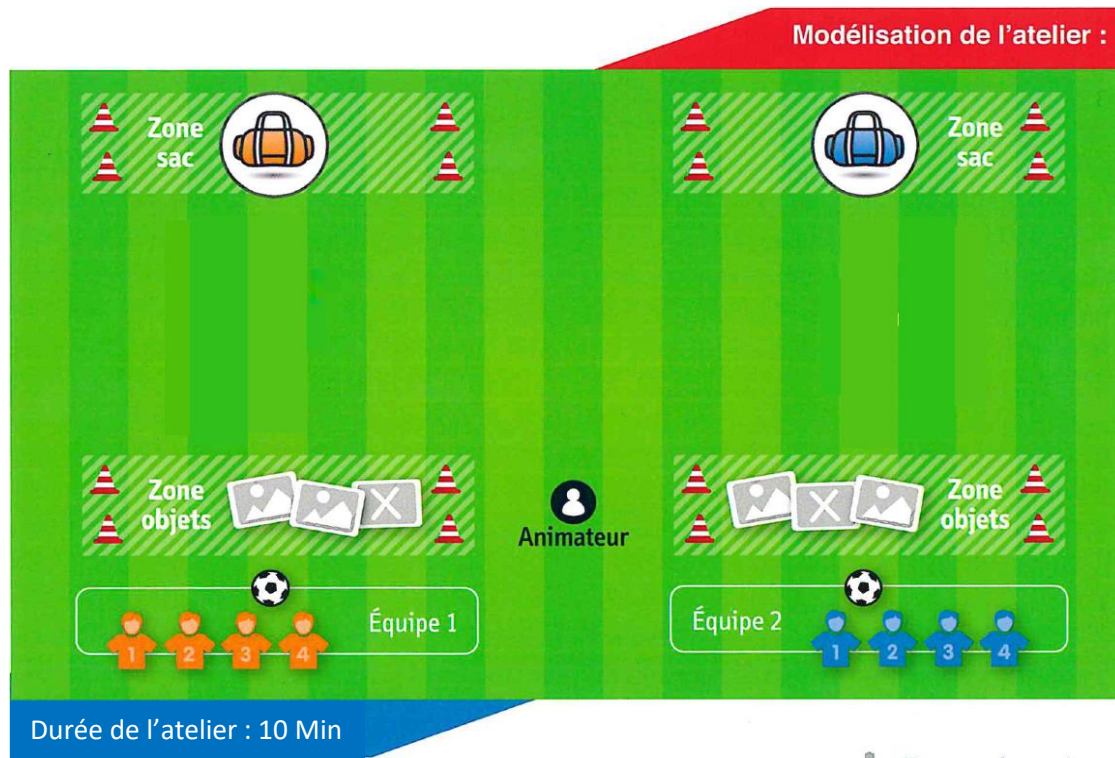 Modélisation de l'atelier :
Zone
sac
Zone
sac
Zone
objets
Zone
objets
Animateur
Équipe 1
1 2 3 4
Équipe 2
1 2 3 4
Durée de l'atelier : 10 Min